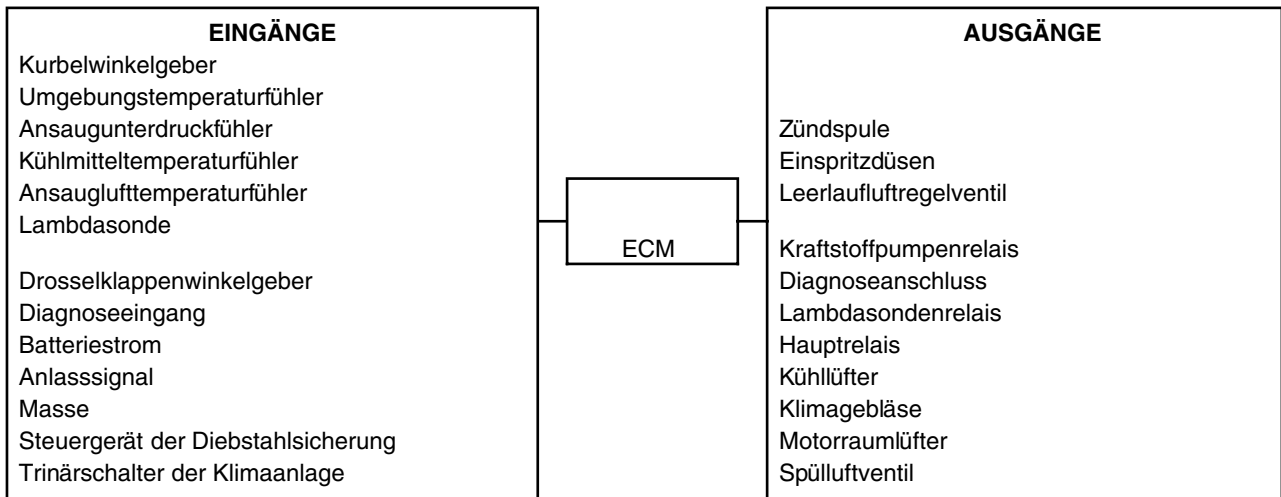 EINGÄNGE
Kurbelwinkelgeber
Umgebungstemperaturfühler
Ansaugunterdruckfühler
Kühlmitteltemperaturfühler
Ansauglufttemperaturfühler
Lambdasonde
Drosselklappenwinkelgeber
Diagnoseeingang
Batteriestrom
Anlasssignal
Masse
Steuergerät der Diebstahlsicherung
Trinärschalter der Klimaanlage
ECM
AUSGÄNGE
Zündspule
Einspritzdüsen
Leerlaufluftregelventil
Kraftstoffpumpenrelais
Diagnoseanschluss
Lambdasondenrelais
Hauptrelais
Kühllüfter
Klimagebläse
Motorraumlüfter
Spülluftventil